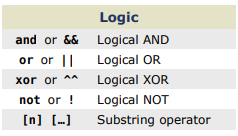 Logic
and or && Logical AND
or or || Logical OR
xor or ^^ Logical XOR
not or ! Logical NOT
[n] […] Substring operator